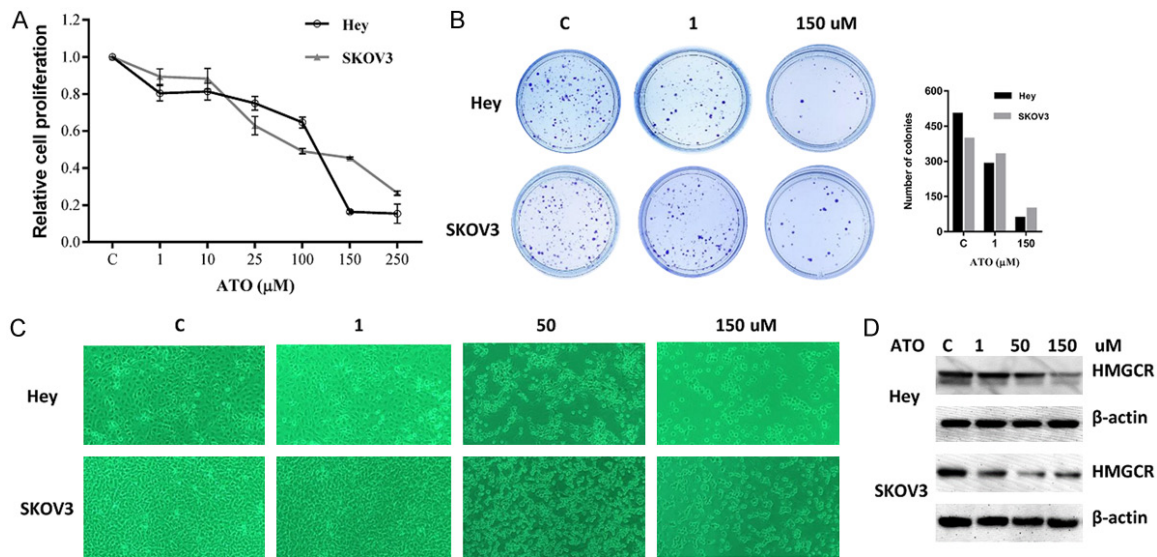 A
Relative cell proliferation
1.2
1.0
0.8
0.6
0.4
0.2
0.0
Hey
SKOV3
C 1 10 25 100 150 250
ATO (μM)
B
C 1 150 uM
Hey
SKOV3
Number of colonies
600
450
300
150
0
Hey
SKOV3
C 1 150
ATO (μM)
C
C 1 50 150 uM
Hey
SKOV3
D
ATO C 1 50 150 uM
Hey
HMGCR
β-actin
SKOV3
HMGCR
β-actin